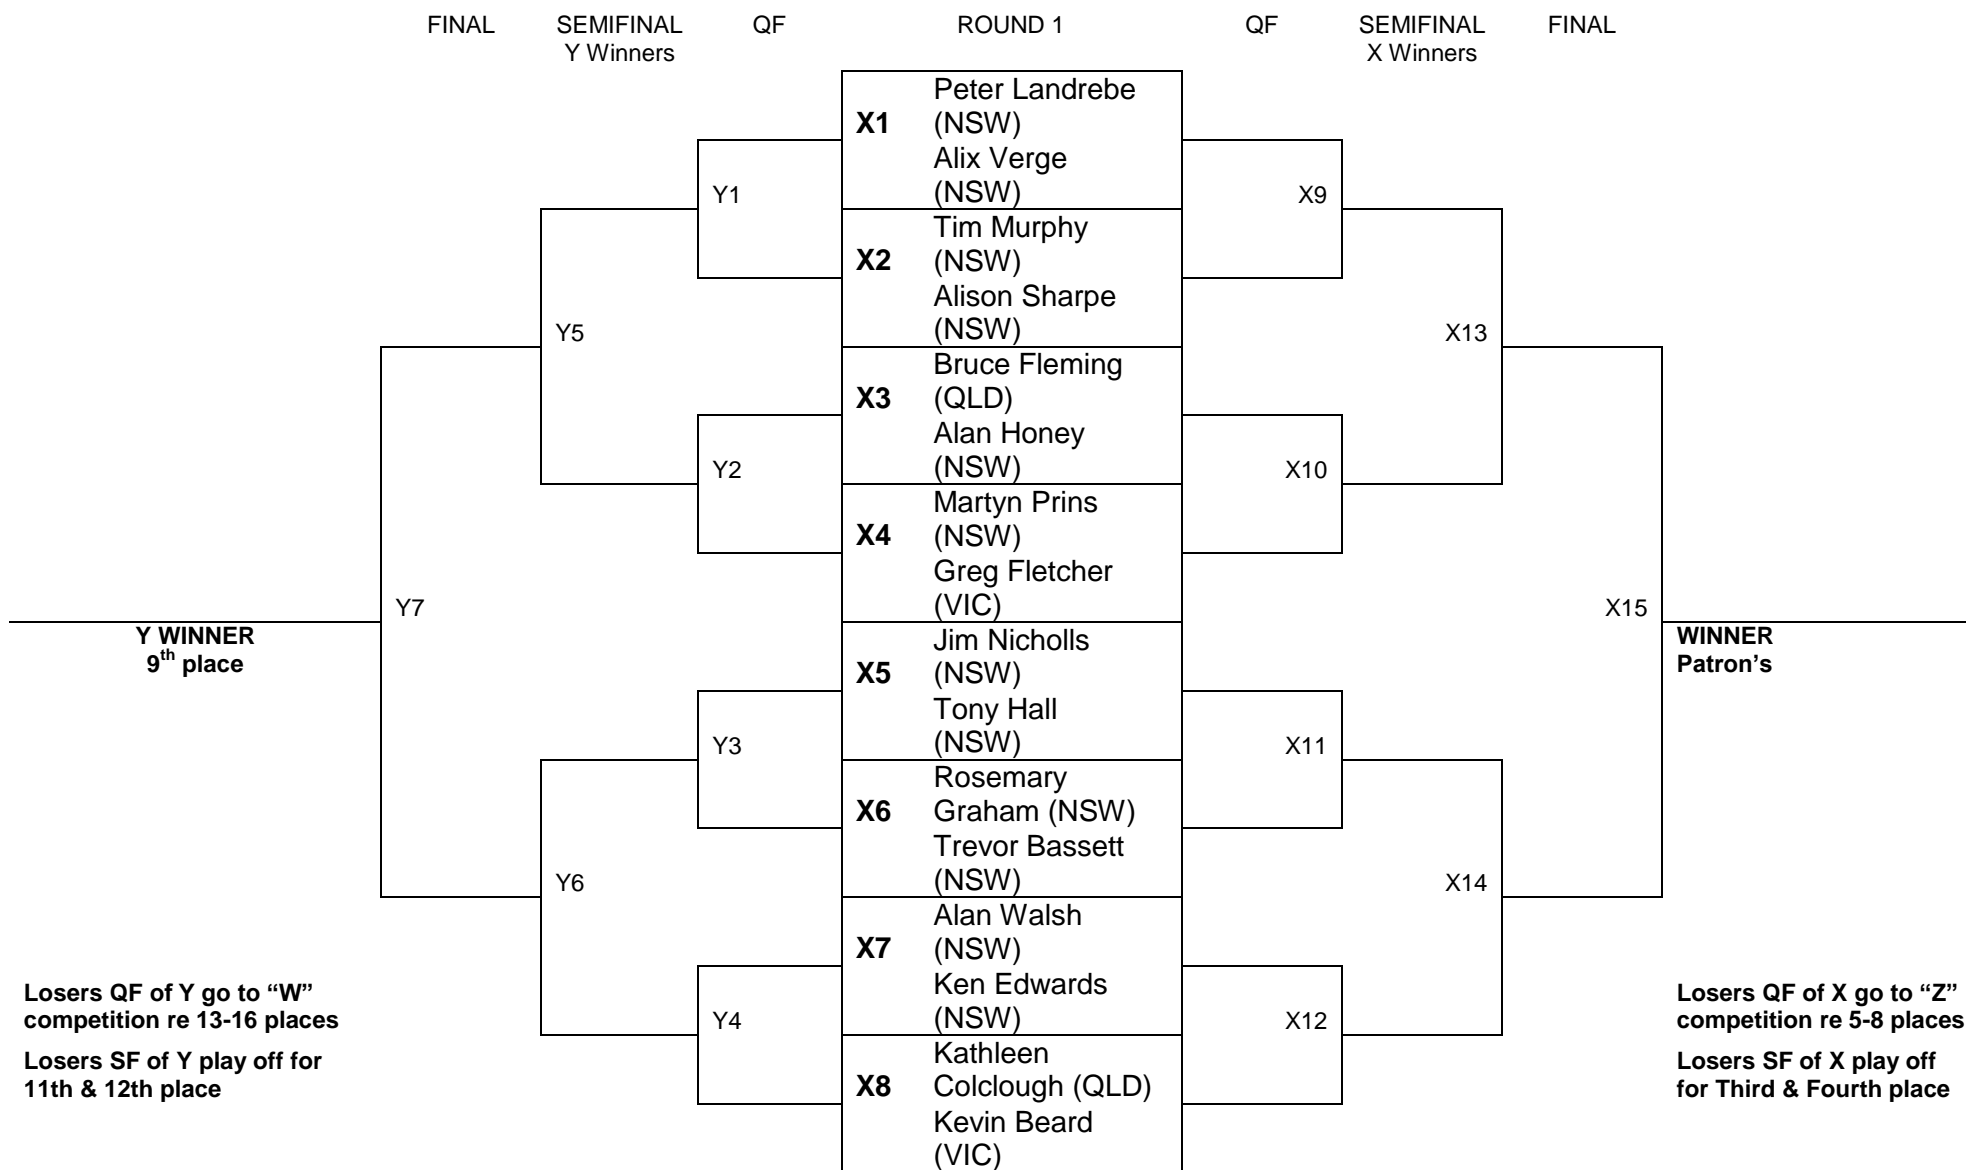 FINAL SEMIFINAL QF ROUND 1 QF SEMIFINAL FINAL
Y Winners X Winners
Peter Landrebe
X1 (NSW)
Alix Verge
(NSW)
Y1 X9
Tim Murphy
X2 (NSW)
Alison Sharpe
(NSW)
Y5 X13
Bruce Fleming
X3 (QLD)
Alan Honey
(NSW)
Y2 X10
Martyn Prins
X4 (NSW)
Greg Fletcher
(VIC)
Y7 X15
Y WINNER
9th place
WINNER
Patron's
Jim Nicholls
X5 (NSW)
Tony Hall
(NSW)
Y3 X11
Rosemary
X6 Graham (NSW)
Trevor Bassett
(NSW)
Y6 X14
Alan Walsh
X7 (NSW)
Ken Edwards
(NSW)
Y4 X12
Kathleen
X8 Colclough (QLD)
Kevin Beard
(VIC)
Losers QF of Y go to “W”
competition re 13-16 places
Losers SF of Y play off for
11th & 12th place
Losers QF of X go to “Z”
competition re 5-8 places
Losers SF of X play off
for Third & Fourth place